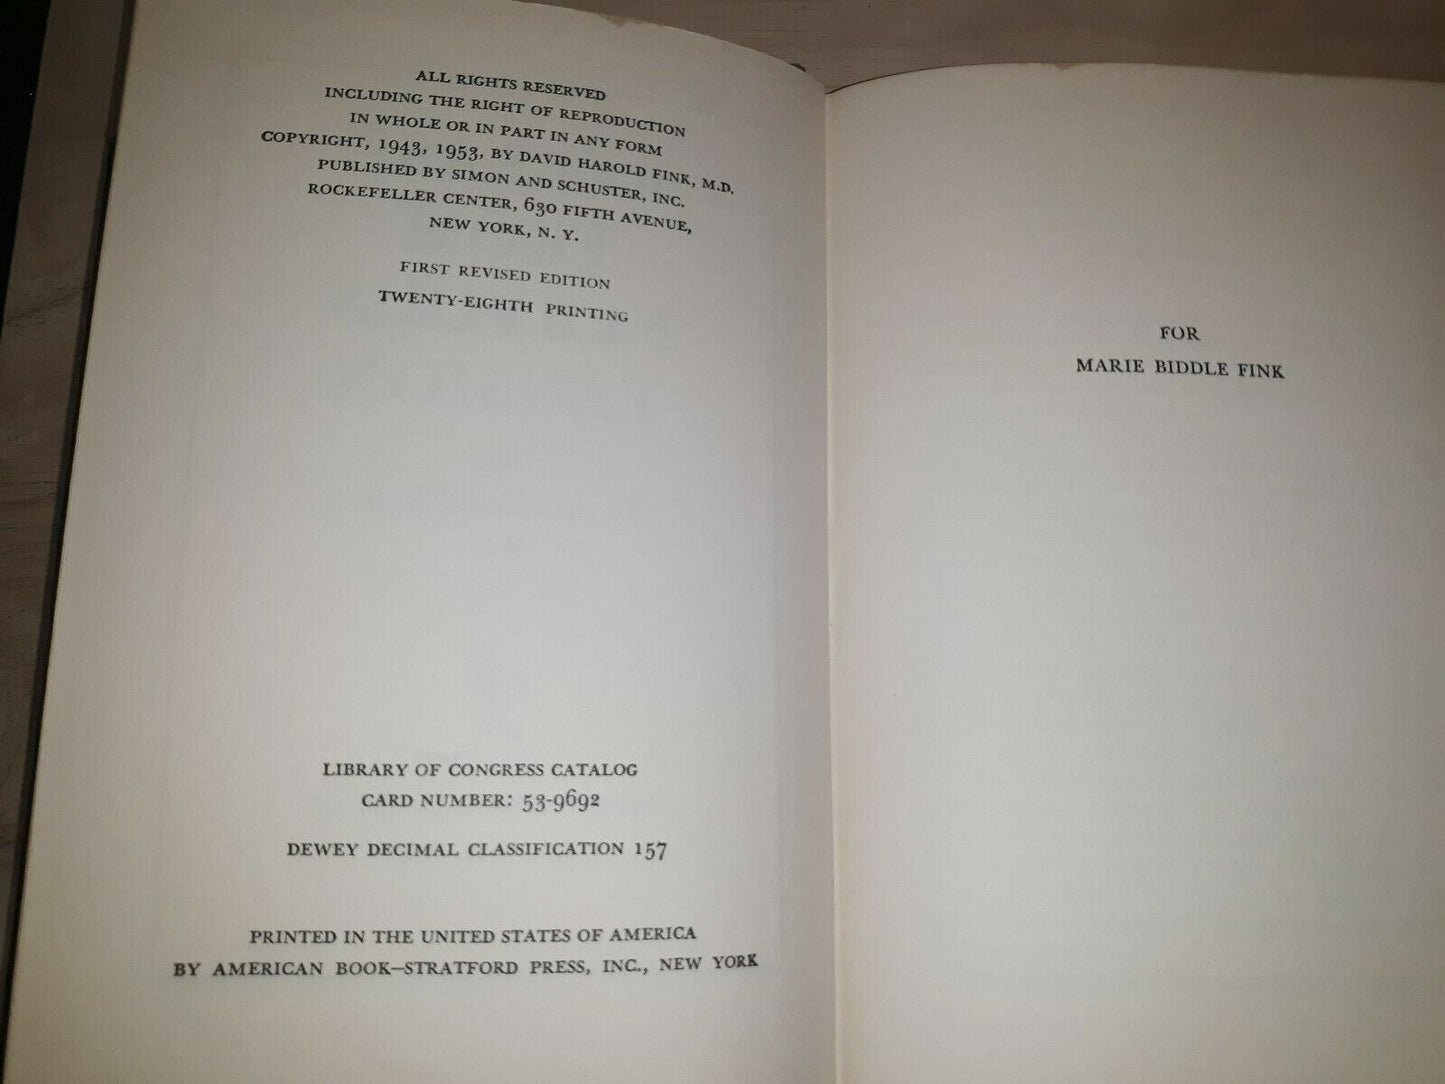 ALL RIGHTS RESERVED
INCLUDING THE RIGHT OF REPRODUCTION
IN WHOLE OR IN PART IN ANY FORM
COPYRIGHT, 1943, 1953, BY DAVID HAROLD FINK, M.D.
PUBLISHED BY SIMON AND SCHUSTER, INC.
ROCKEFELLER CENTER, 630 FIFTH AVENUE,
NEW YORK, N. Y.
FIRST REVISED EDITION
TWENTY-EIGHTH PRINTING
LIBRARY OF CONGRESS CATALOG
CARD NUMBER: 53-9692
DEWEY DECIMAL CLASSIFICATION 157
PRINTED IN THE UNITED STATES OF AMERICA
BY AMERICAN BOOK—STRATFORD PRESS, INC., NEW YORK
FOR
MARIE BIDDLE FINK